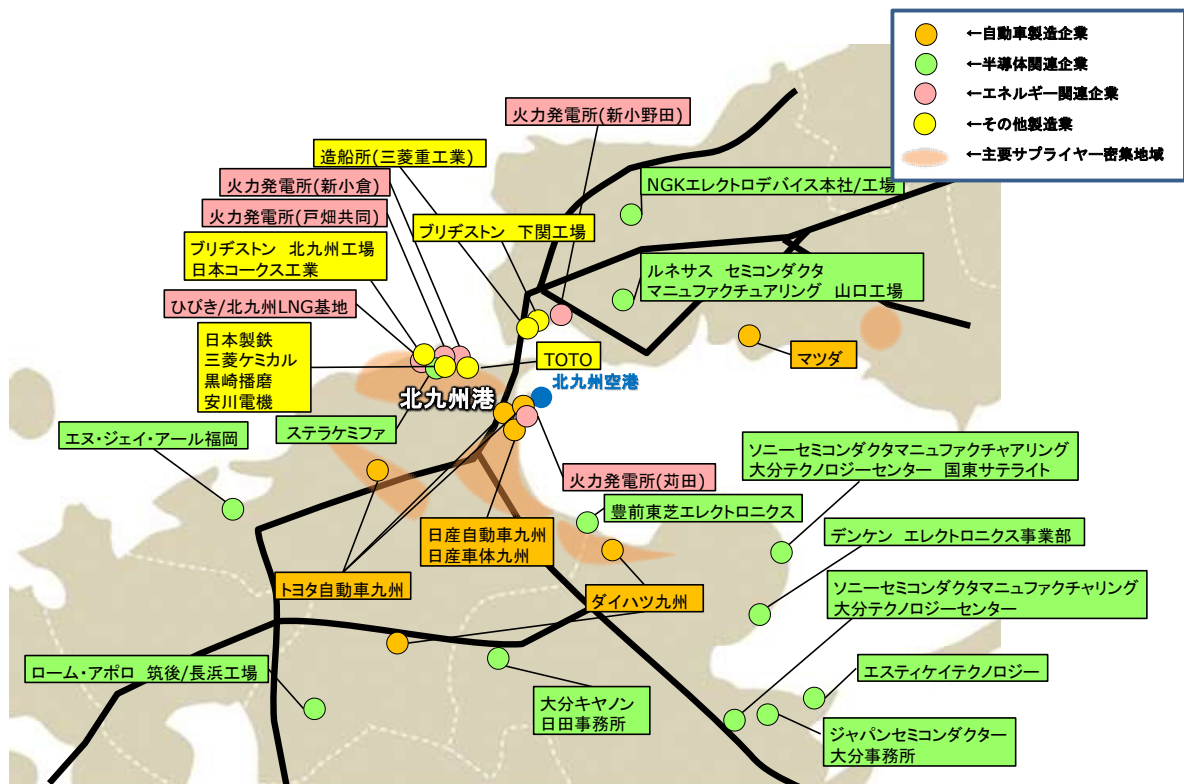 ←自動車製造企業
←半導体関連企業
←エネルギー関連企業
←その他製造業
←主要サプライヤー密集地域
火力発電所(新小野田)
造船所(三菱重工業)
火力発電所(新小倉)
NGKエレクトロデバイス本社/工場
火力発電所(戸畑共同)
ブリヂストン 下関工場
ブリヂストン 北九州工場
日本コークス工業
ルネサス セミコンダクタ
マニュファクチュアリング 山口工場
ひびき/北九州LNG基地
日本製鉄
三菱ケミカル
黒崎播磨
安川電機
TOTO
マツダ
北九州空港
北九州港
ステラケミファ
エヌ・ジェイ・アール福岡
ソニーセミコンダクタマニュファクチャアリング
大分テクノロジーセンター 国東サテライト
火力発電所(苅田)
豊前東芝エレクトロニクス
日産自動車九州
日産車体九州
デンケン エレクトロニクス事業部
トヨタ自動車九州
ダイハツ九州
ソニーセミコンダクタマニュファクチャリング
大分テクノロジーセンター
ローム・アポロ 筑後/長浜工場
エスティケイテクノロジー
大分キヤノン
日田事務所
ジャパンセミコンダクター
大分事務所